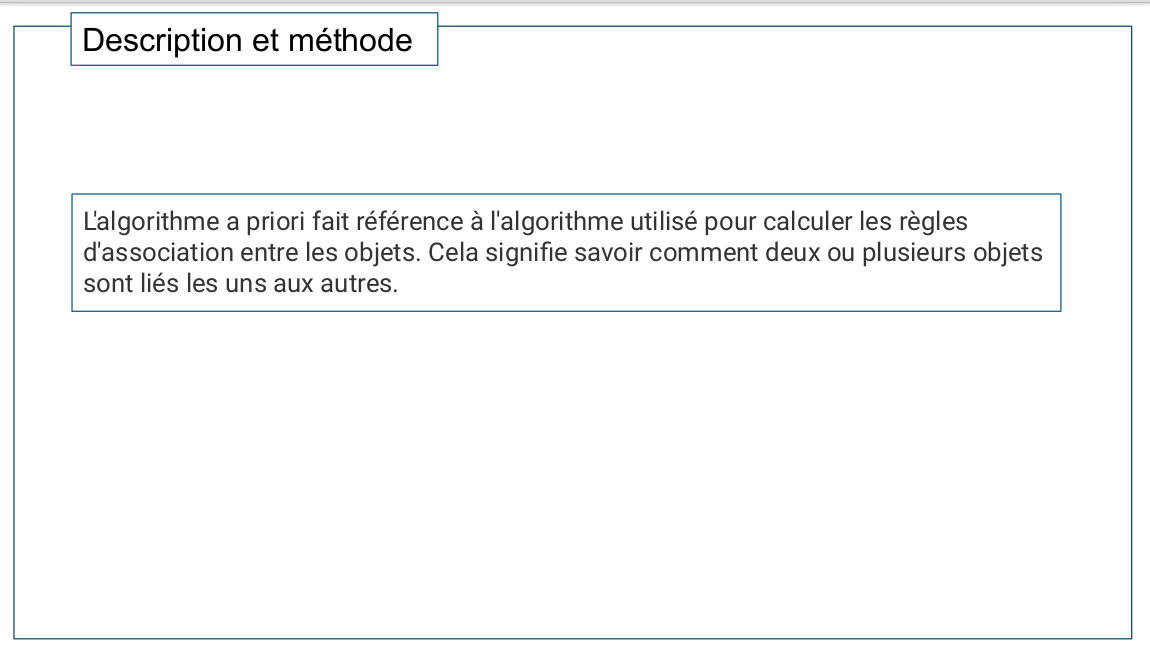 Description et méthode
L'algorithme a priori fait référence à l'algorithme utilisé pour calculer les règles
d'association entre les objets. Cela signifie savoir comment deux ou plusieurs objets
sont liés les uns aux autres.